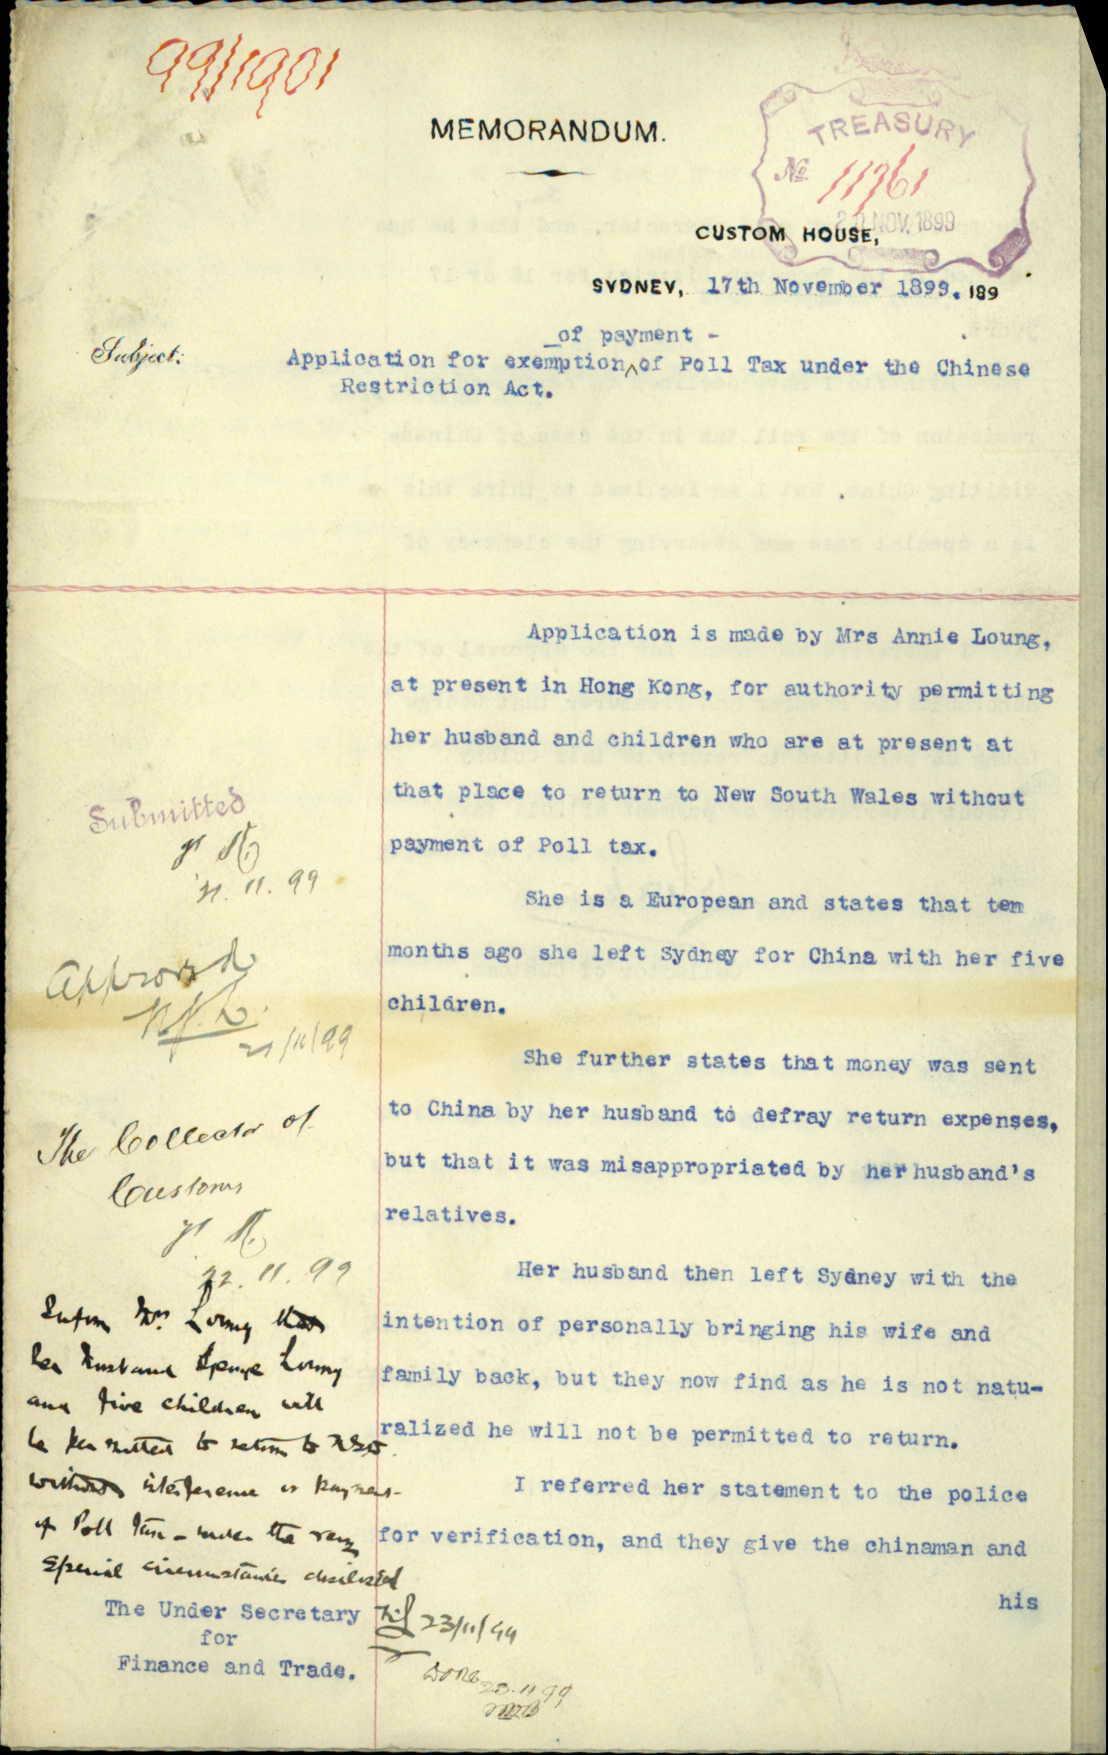 99/1901
MEMORANDUM.
TREASURY
No 11961
20 NOV. 1899
CUSTOM HOUSE,
SYDNEY, 17th November 1899. 189
Subject:
of payment -
Application for exemption^of Poll Tax under the Chinese
Restriction Act.
Application is made by Mrs Annie Loung,
at present in Hong Kong, for authority permitting
her husband and children who are at present at
that place to return to New South Wales without
payment of Poll tax.
She is a European and states that ten
months ago she left Sydney for China with her five
children.
She further states that money was sent
to China by her husband to defray return expenses,
but that it was misappropriated by her husband's
relatives.
Her husband then left Sydney with the
intention of personally bringing his wife and
family back, but they now find as he is not natu-
ralized he will not be permitted to return.
I referred her statement to the police
for verification, and they give the chinaman and
his
Submitted
21. 11. 99
Approved
21/11/99
The Collector of
Customs
22. 11. 99
Inform Mrs Loung that
her husband George Loung
and five children will
be permitted to return to NSW
without interference or payment
of Poll Tax - under the very
special circumstances disclosed
23/11/99
The Under Secretary
for
Finance and Trade.
Done
23.11.99